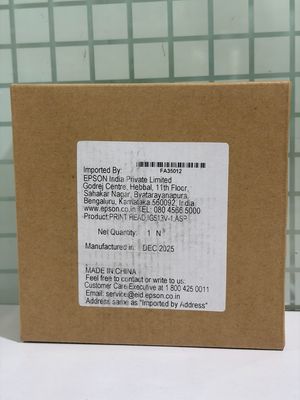 Imported By: FA35012
EPSON India Private Limited
Godrej Centre, Hebbal, 11th Floor,
Sahakar Nagar, Byatarayanapura,
Bengaluru, Karnataka 560092, India
www.epson.co.in TEL: 080 4566 5000
Product:PRINT HEAD,IG513V-1,ASP
Net Quantity: 1 N
Manufactured in: DEC 2025
MADE IN CHINA
Feel free to contact or write to us:
Customer Care Executive at 1 800 425 0011
Email: service@eid.epson.co.in
Address same as "Imported by Address"